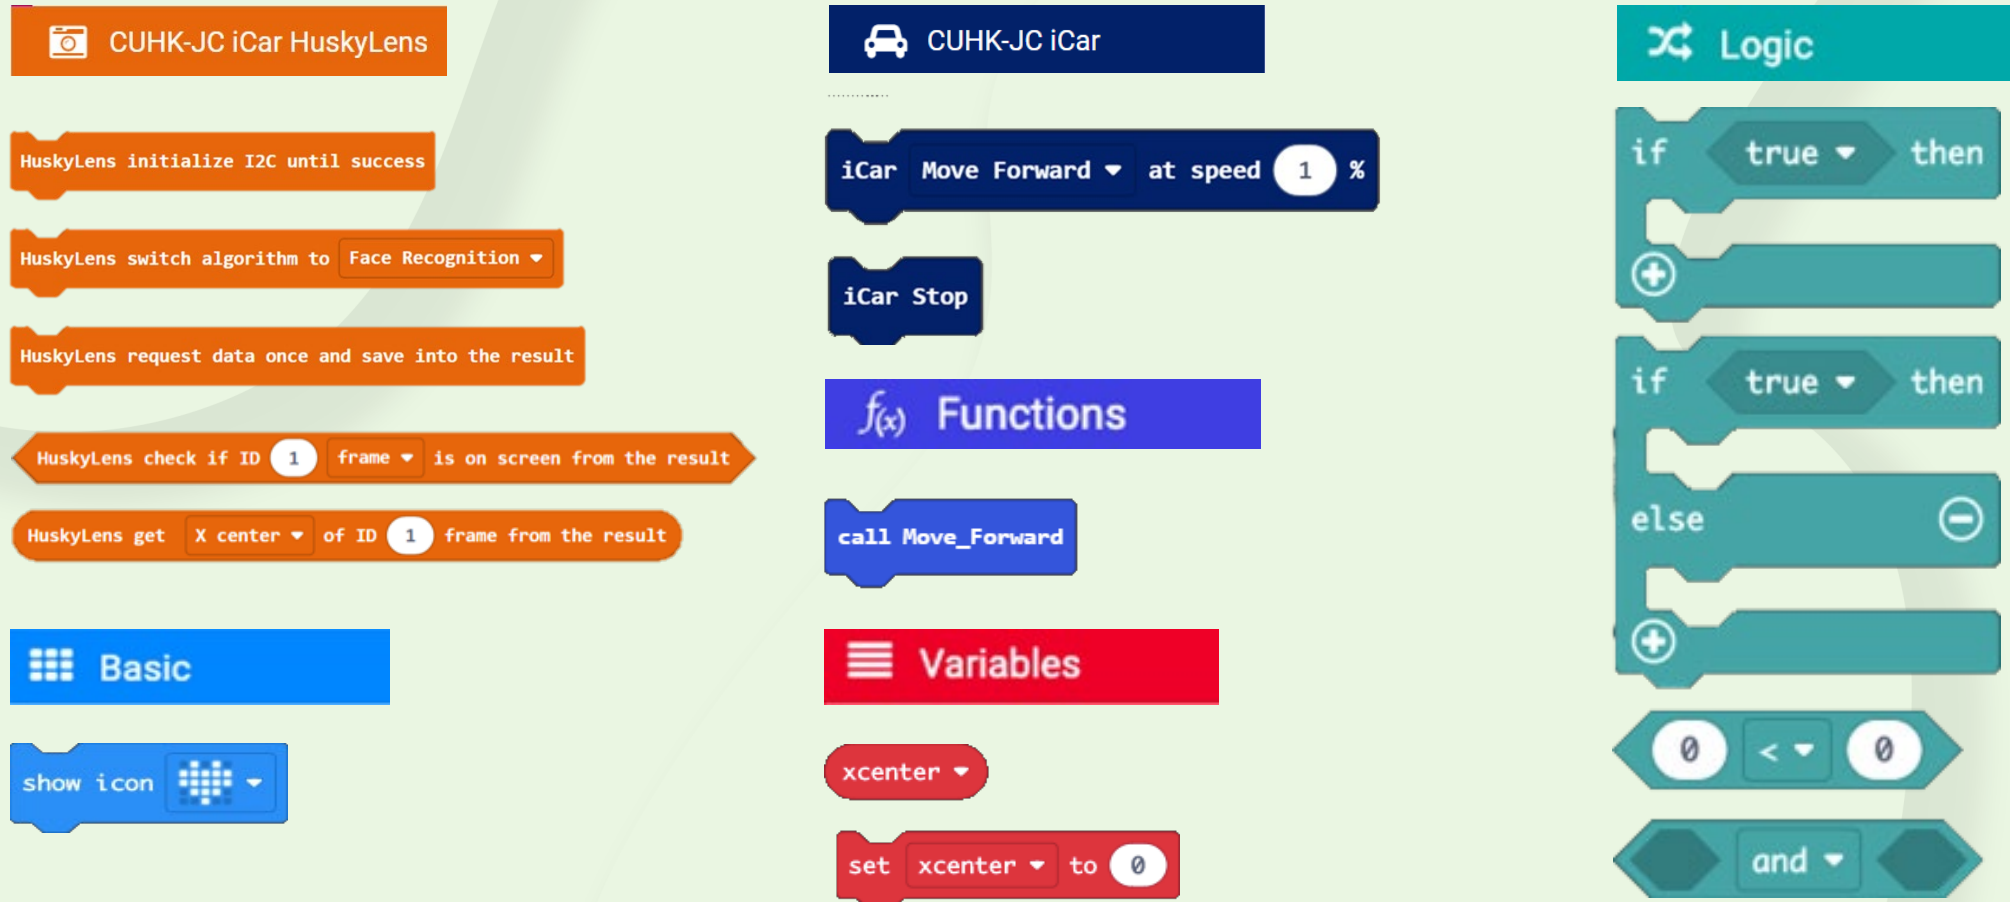 CUHK-JC iCar HuskyLens
HuskyLens initialize I2C until success
HuskyLens switch algorithm to Face Recognition
HuskyLens request data once and save into the result
HuskyLens check if ID 1 frame is on screen from the result
HuskyLens get X center of ID 1 frame from the result
Basic
show icon
CUHK-JC iCar
iCar Move Forward at speed 1 %
iCar Stop
f(x) Functions
call Move_Forward
Variables
xcenter
set xcenter to 0
Logic
if true then
if true then
else
0 < 0
and